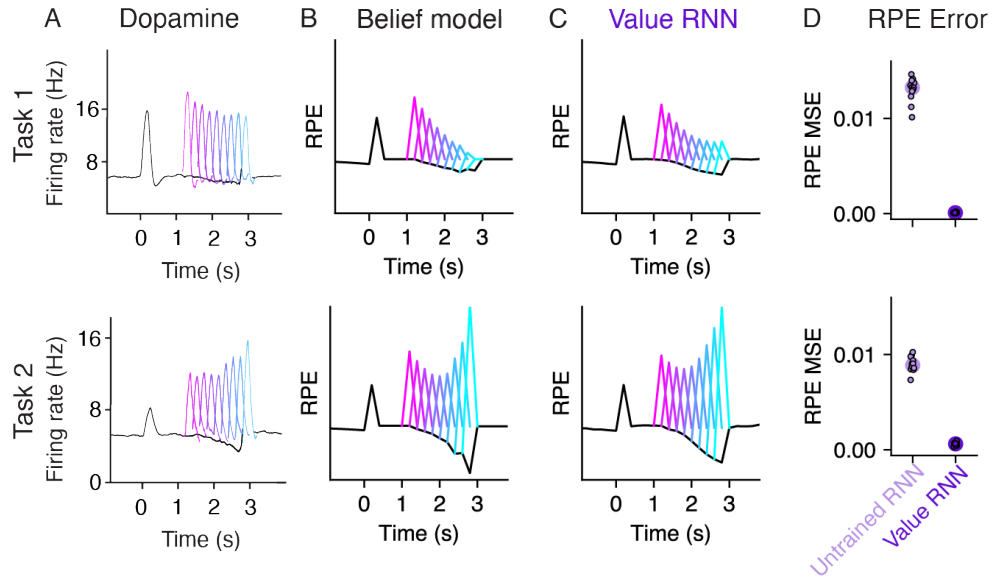 A Dopamine
B Belief model
C Value RNN
D RPE Error
Task 1
Firing rate (Hz)
16
8
0 1 2 3
Time (s)
RPE
0 1 2 3
Time (s)
RPE
0 1 2 3
Time (s)
RPE MSE
0.01
0.00
Task 2
Firing rate (Hz)
16
8
0
0 1 2 3
Time (s)
RPE
0 1 2 3
Time (s)
RPE
0 1 2 3
Time (s)
RPE MSE
0.01
0.00
Untrained RNN
Value RNN